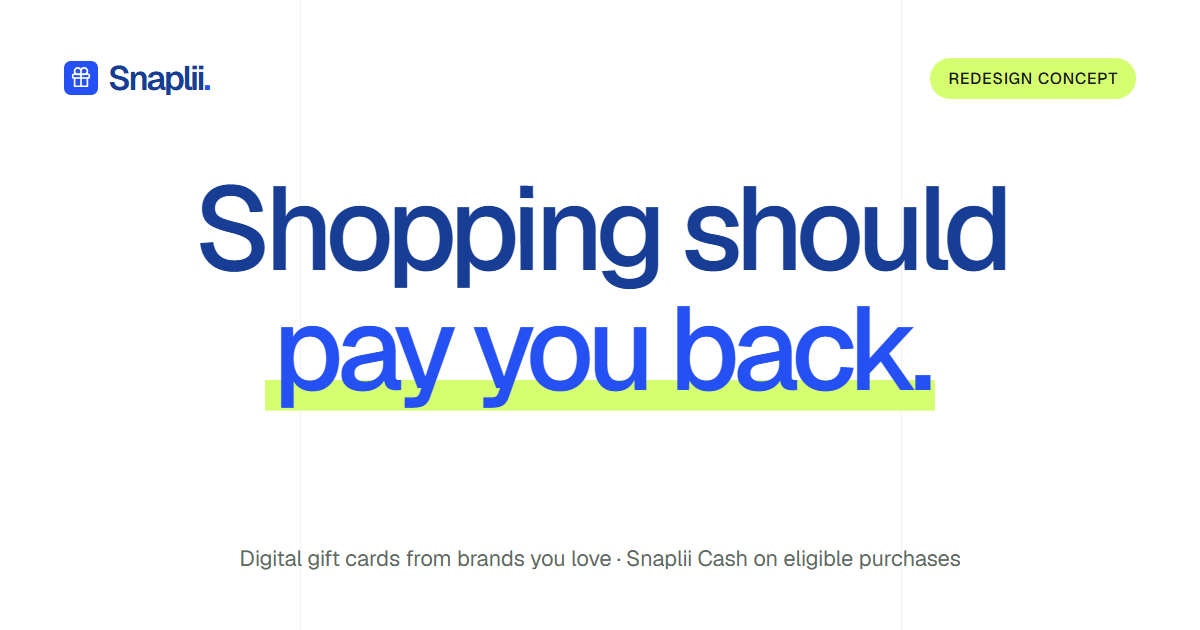 Snaplii.
REDESIGN CONCEPT
Shopping should
pay you back.
Digital gift cards from brands you love · Snaplii Cash on eligible purchases